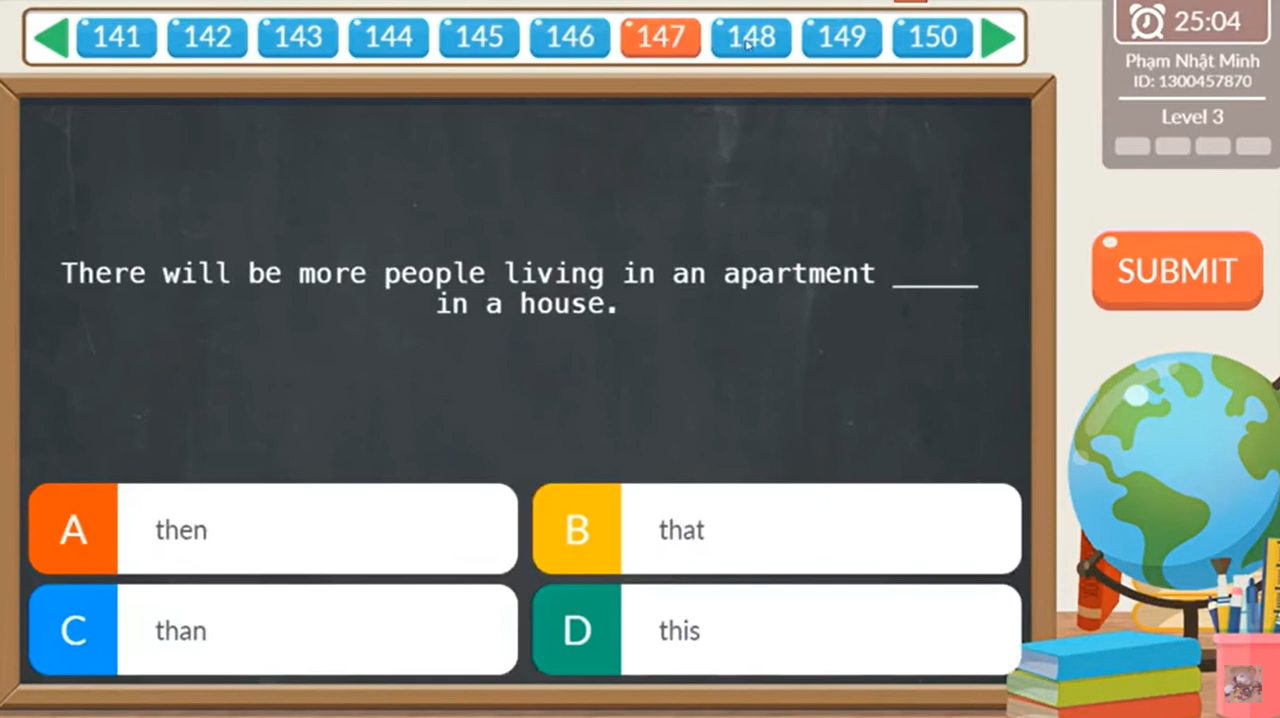 141 142 143 144 145 146 147 148 149 150
25:04
Phạm Nhật Minh
ID: 1300457870
Level 3
There will be more people living in an apartment _____
in a house.
SUBMIT
A then
B that
C than
D this